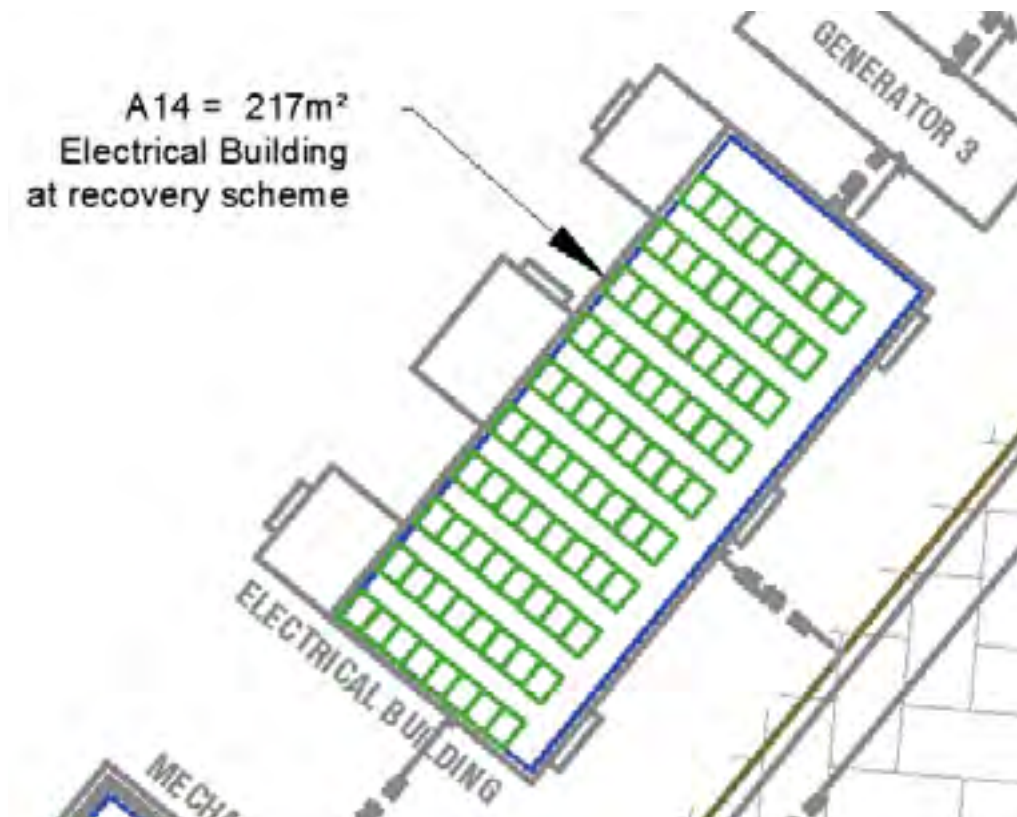 GENERATOR 3
A14 = 217m²
Electrical Building
at recovery scheme
ELECTRICAL BUILDING